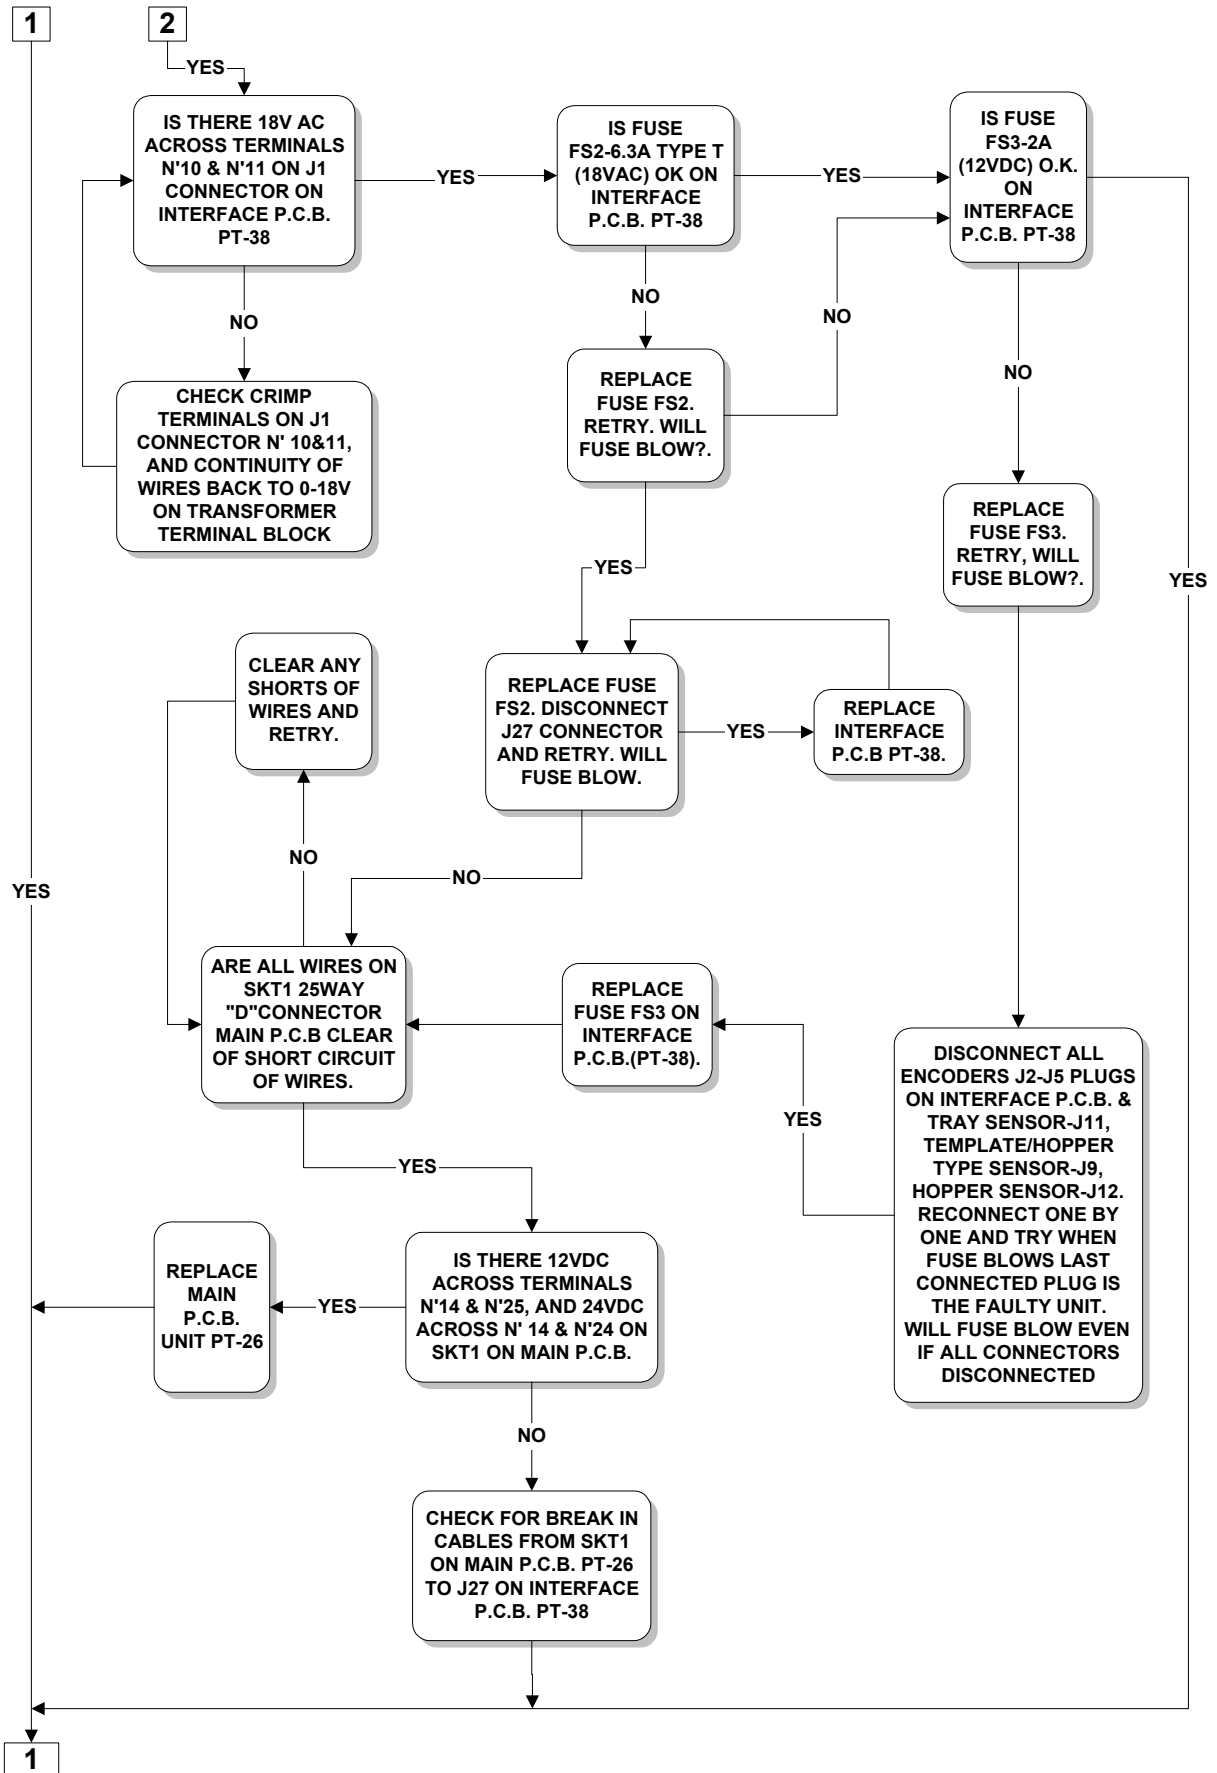 1
2
YES
IS THERE 18V AC
ACROSS TERMINALS
N'10 & N'11 ON J1
CONNECTOR ON
INTERFACE P.C.B.
PT-38
YES
IS FUSE
FS2-6.3A TYPE T
(18VAC) OK ON
INTERFACE
P.C.B. PT-38
YES
IS FUSE
FS3-2A
(12VDC) O.K.
ON
INTERFACE
P.C.B. PT-38
NO
NO
NO
NO
CHECK CRIMP
TERMINALS ON J1
CONNECTOR N' 10&11,
AND CONTINUITY OF
WIRES BACK TO 0-18V
ON TRANSFORMER
TERMINAL BLOCK
REPLACE
FUSE FS2.
RETRY. WILL
FUSE BLOW?.
REPLACE
FUSE FS3.
RETRY, WILL
FUSE BLOW?.
YES
YES
CLEAR ANY
SHORTS OF
WIRES AND
RETRY.
REPLACE FUSE
FS2. DISCONNECT
J27 CONNECTOR
AND RETRY. WILL
FUSE BLOW.
YES
REPLACE
INTERFACE
P.C.B PT-38.
NO
NO
YES
ARE ALL WIRES ON
SKT1 25WAY
"D"CONNECTOR
MAIN P.C.B CLEAR
OF SHORT CIRCUIT
OF WIRES.
REPLACE
FUSE FS3 ON
INTERFACE
P.C.B.(PT-38).
DISCONNECT ALL
ENCODERS J2-J5 PLUGS
ON INTERFACE P.C.B. &
TRAY SENSOR-J11,
TEMPLATE/HOPPER
TYPE SENSOR-J9,
HOPPER SENSOR-J12.
RECONNECT ONE BY
ONE AND TRY WHEN
FUSE BLOWS LAST
CONNECTED PLUG IS
THE FAULTY UNIT.
WILL FUSE BLOW EVEN
IF ALL CONNECTORS
DISCONNECTED
YES
YES
REPLACE
MAIN
P.C.B.
UNIT PT-26
YES
IS THERE 12VDC
ACROSS TERMINALS
N'14 & N'25, AND 24VDC
ACROSS N' 14 & N'24 ON
SKT1 ON MAIN P.C.B.
NO
CHECK FOR BREAK IN
CABLES FROM SKT1
ON MAIN P.C.B. PT-26
TO J27 ON INTERFACE
P.C.B. PT-38
1